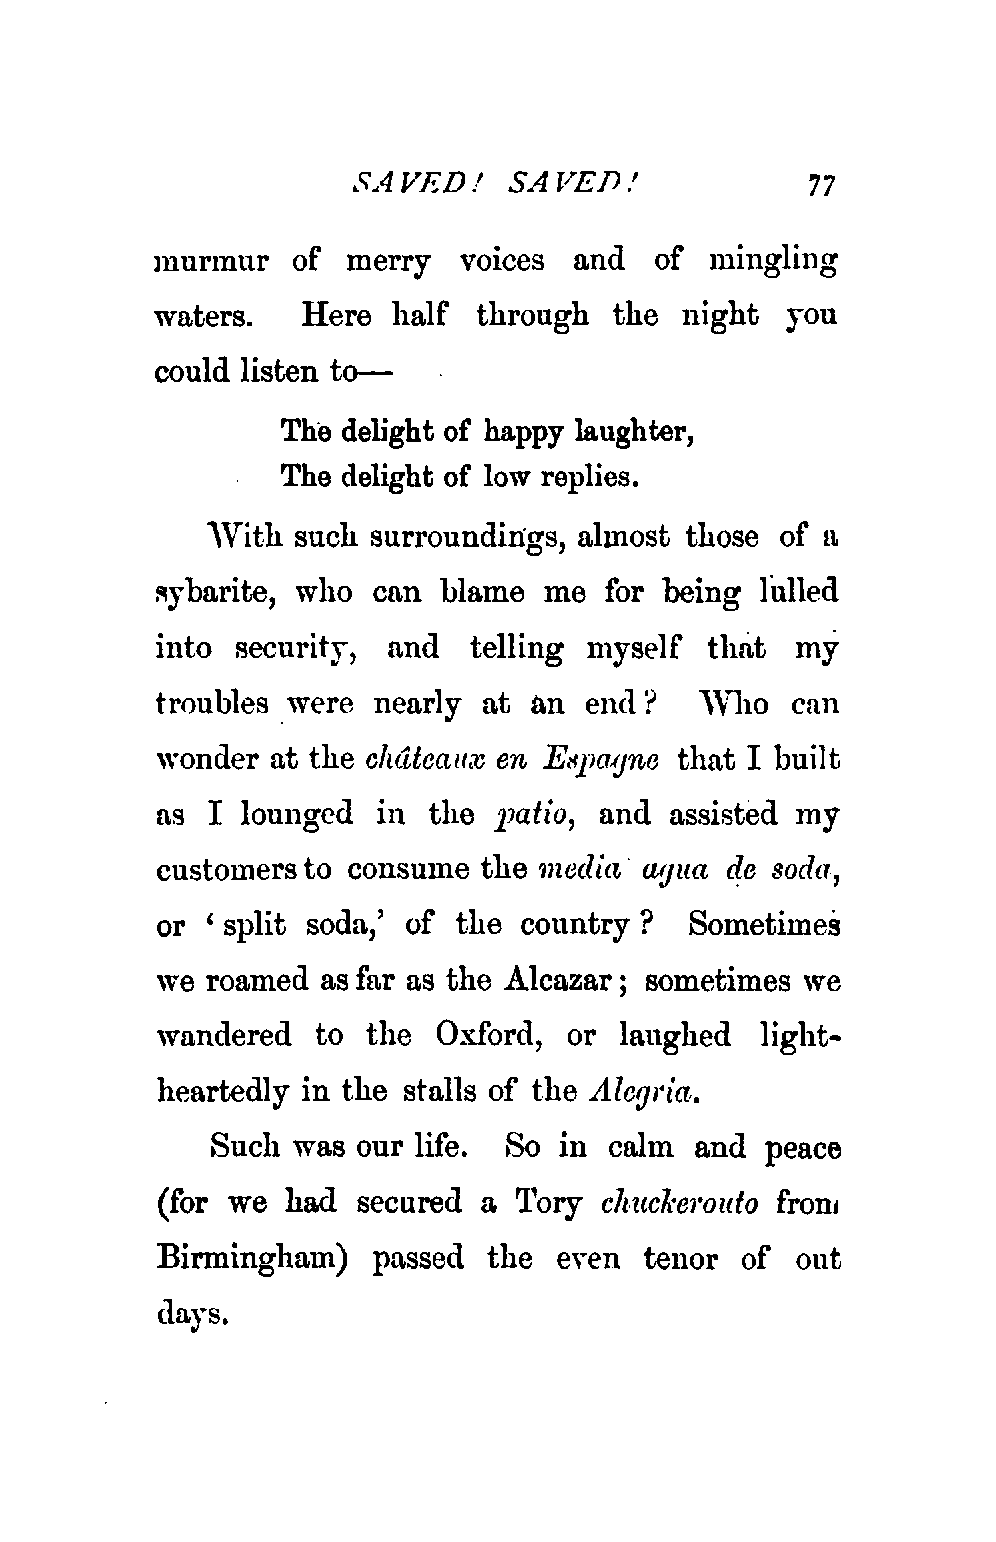 SAVED! SAVED! 77
murmur of merry voices and of mingling
waters. Here half through the night you
could listen to—
The delight of happy laughter,
The delight of low replies.
With such surroundings, almost those of a
sybarite, who can blame me for being lulled
into security, and telling myself that my
troubles were nearly at an end? Who can
wonder at the châteaux en Espagne that I built
as I lounged in the patio, and assisted my
customers to consume the media agua de soda,
or ‘split soda,’ of the country? Sometimes
we roamed as far as the Alcazar; sometimes we
wandered to the Oxford, or laughed light-
heartedly in the stalls of the Alegria.
Such was our life. So in calm and peace
(for we had secured a Tory chuckerouto from
Birmingham) passed the even tenor of out
days.